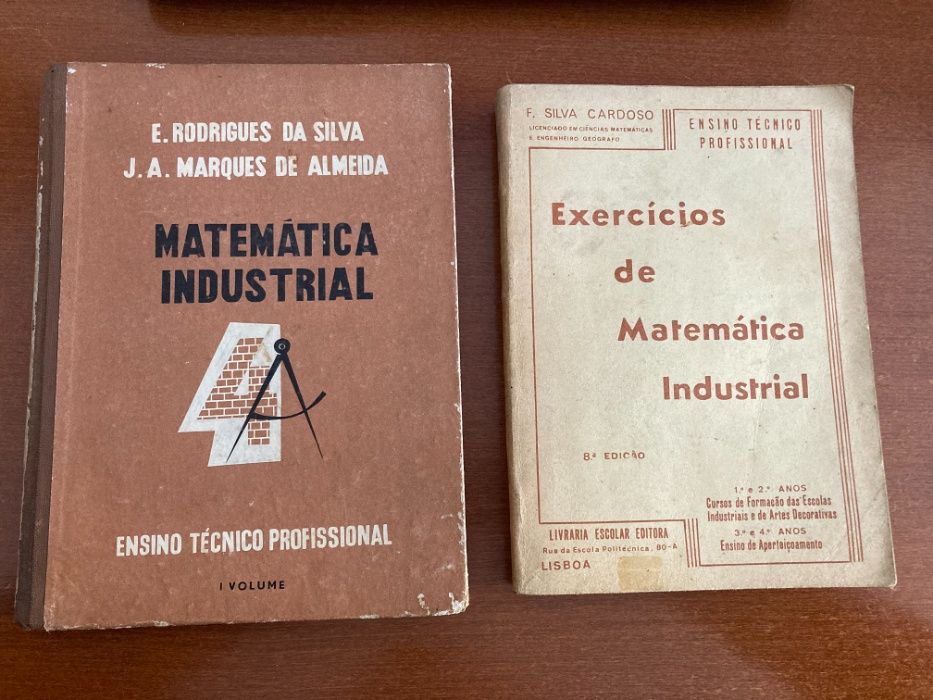 E. RODRIGUES DA SILVA
J. A. MARQUES DE ALMEIDA
MATEMÁTICA
INDUSTRIAL
4
ENSINO TÉCNICO PROFISSIONAL
I VOLUME
F. SILVA CARDOSO
LICENCIADO EM CIÊNCIAS MATEMÁTICAS
E ENGENHEIRO GEÓGRAFO
ENSINO TÉCNICO
PROFISSIONAL
Exercícios
de
Matemática
Industrial
8.ª EDIÇÃO
1.º e 2.º ANOS
Cursos de Formação das Escolas
Industriais e de Artes Decorativas
3.º e 4.º ANOS
Ensino de Aperfeiçoamento
LIVRARIA ESCOLAR EDITORA
Rua da Escola Politécnica, 80-A
LISBOA